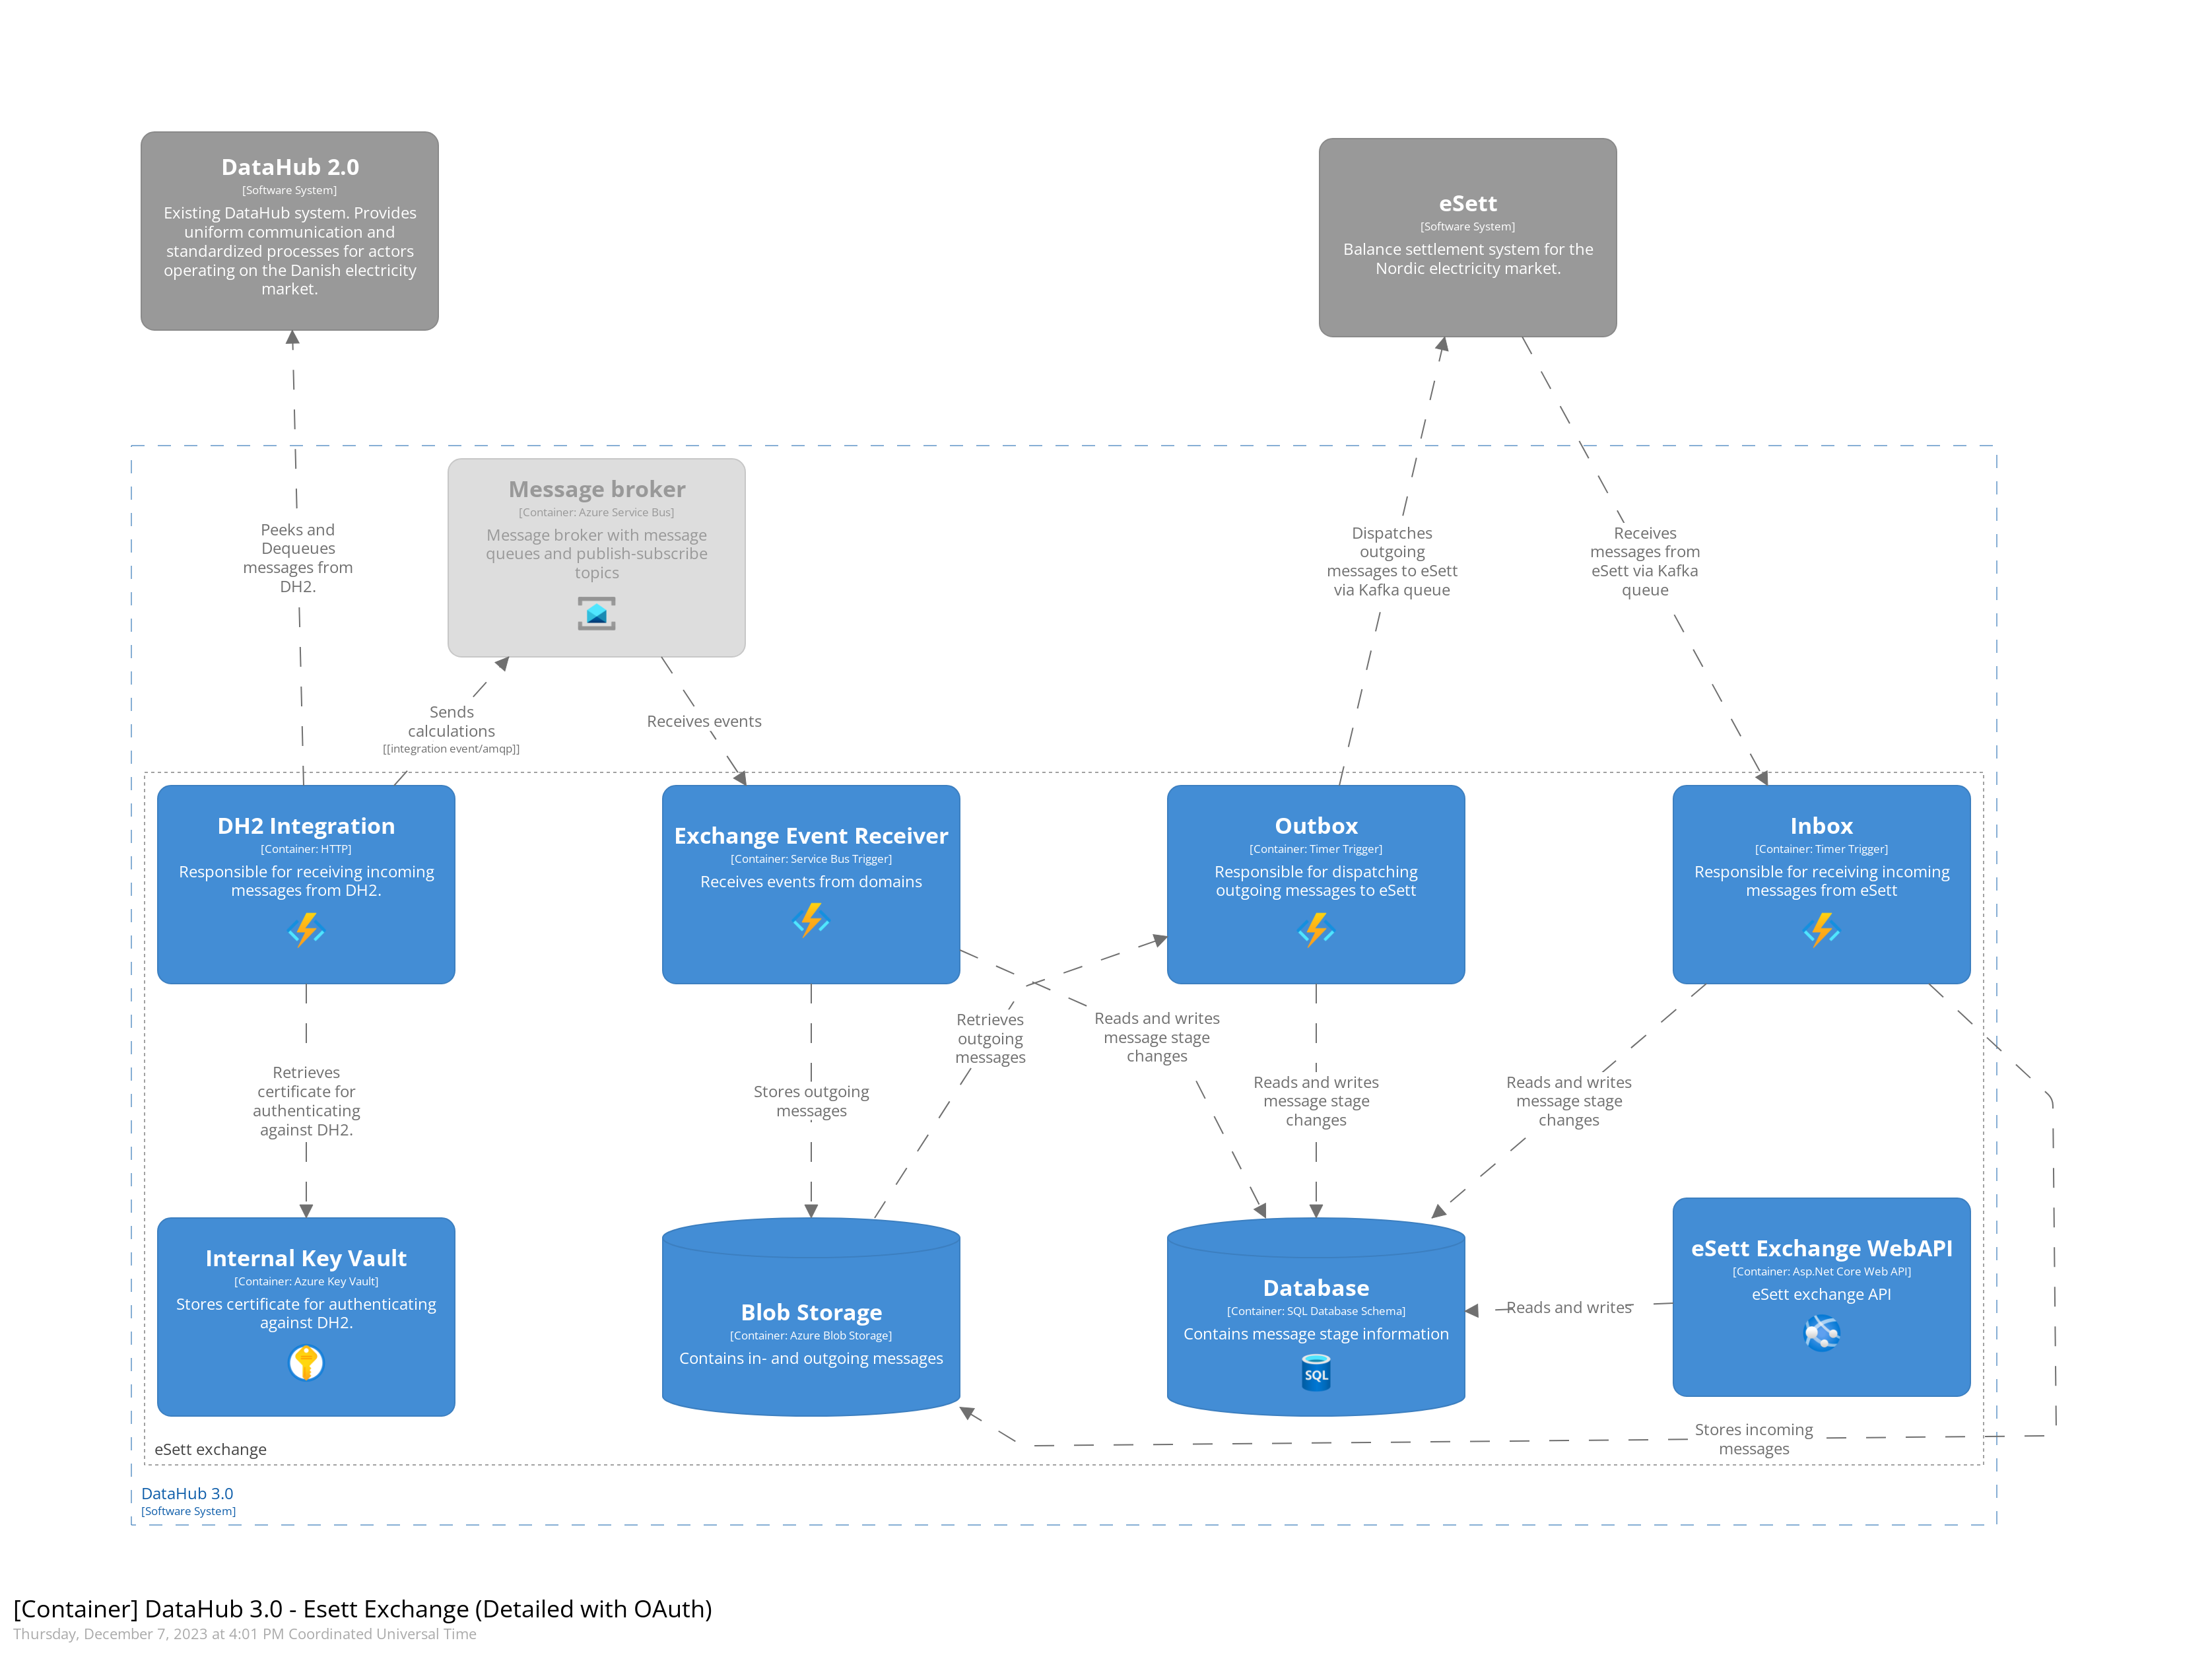 DataHub 2.0
[Software System]
Existing DataHub system. Provides
uniform communication and
standardized processes for actors
operating on the Danish electricity
market.
eSett
[Software System]
Balance settlement system for the
Nordic electricity market.
Message broker
[Container: Azure Service Bus]
Message broker with message
queues and publish-subscribe
topics
Peeks and
Dequeues
messages from
DH2.
Dispatches
outgoing
messages to eSett
via Kafka queue
Receives
messages from
eSett via Kafka
queue
Sends
calculations
[[integration event/amqp]]
Receives events
DH2 Integration
[Container: HTTP]
Responsible for receiving incoming
messages from DH2.
Exchange Event Receiver
[Container: Service Bus Trigger]
Receives events from domains
Outbox
[Container: Timer Trigger]
Responsible for dispatching
outgoing messages to eSett
Inbox
[Container: Timer Trigger]
Responsible for receiving incoming
messages from eSett
Retrieves
certificate for
authenticating
against DH2.
Stores outgoing
messages
Retrieves
outgoing
messages
Reads and writes
message stage
changes
Reads and writes
message stage
changes
Reads and writes
message stage
changes
Internal Key Vault
[Container: Azure Key Vault]
Stores certificate for authenticating
against DH2.
Blob Storage
[Container: Azure Blob Storage]
Contains in- and outgoing messages
Database
[Container: SQL Database Schema]
Contains message stage information
SQL
Reads and writes
eSett Exchange WebAPI
[Container: Asp.Net Core Web API]
eSett exchange API
Stores incoming
messages
eSett exchange
DataHub 3.0
[Software System]
[Container] DataHub 3.0 - Esett Exchange (Detailed with OAuth)
Thursday, December 7, 2023 at 4:01 PM Coordinated Universal Time